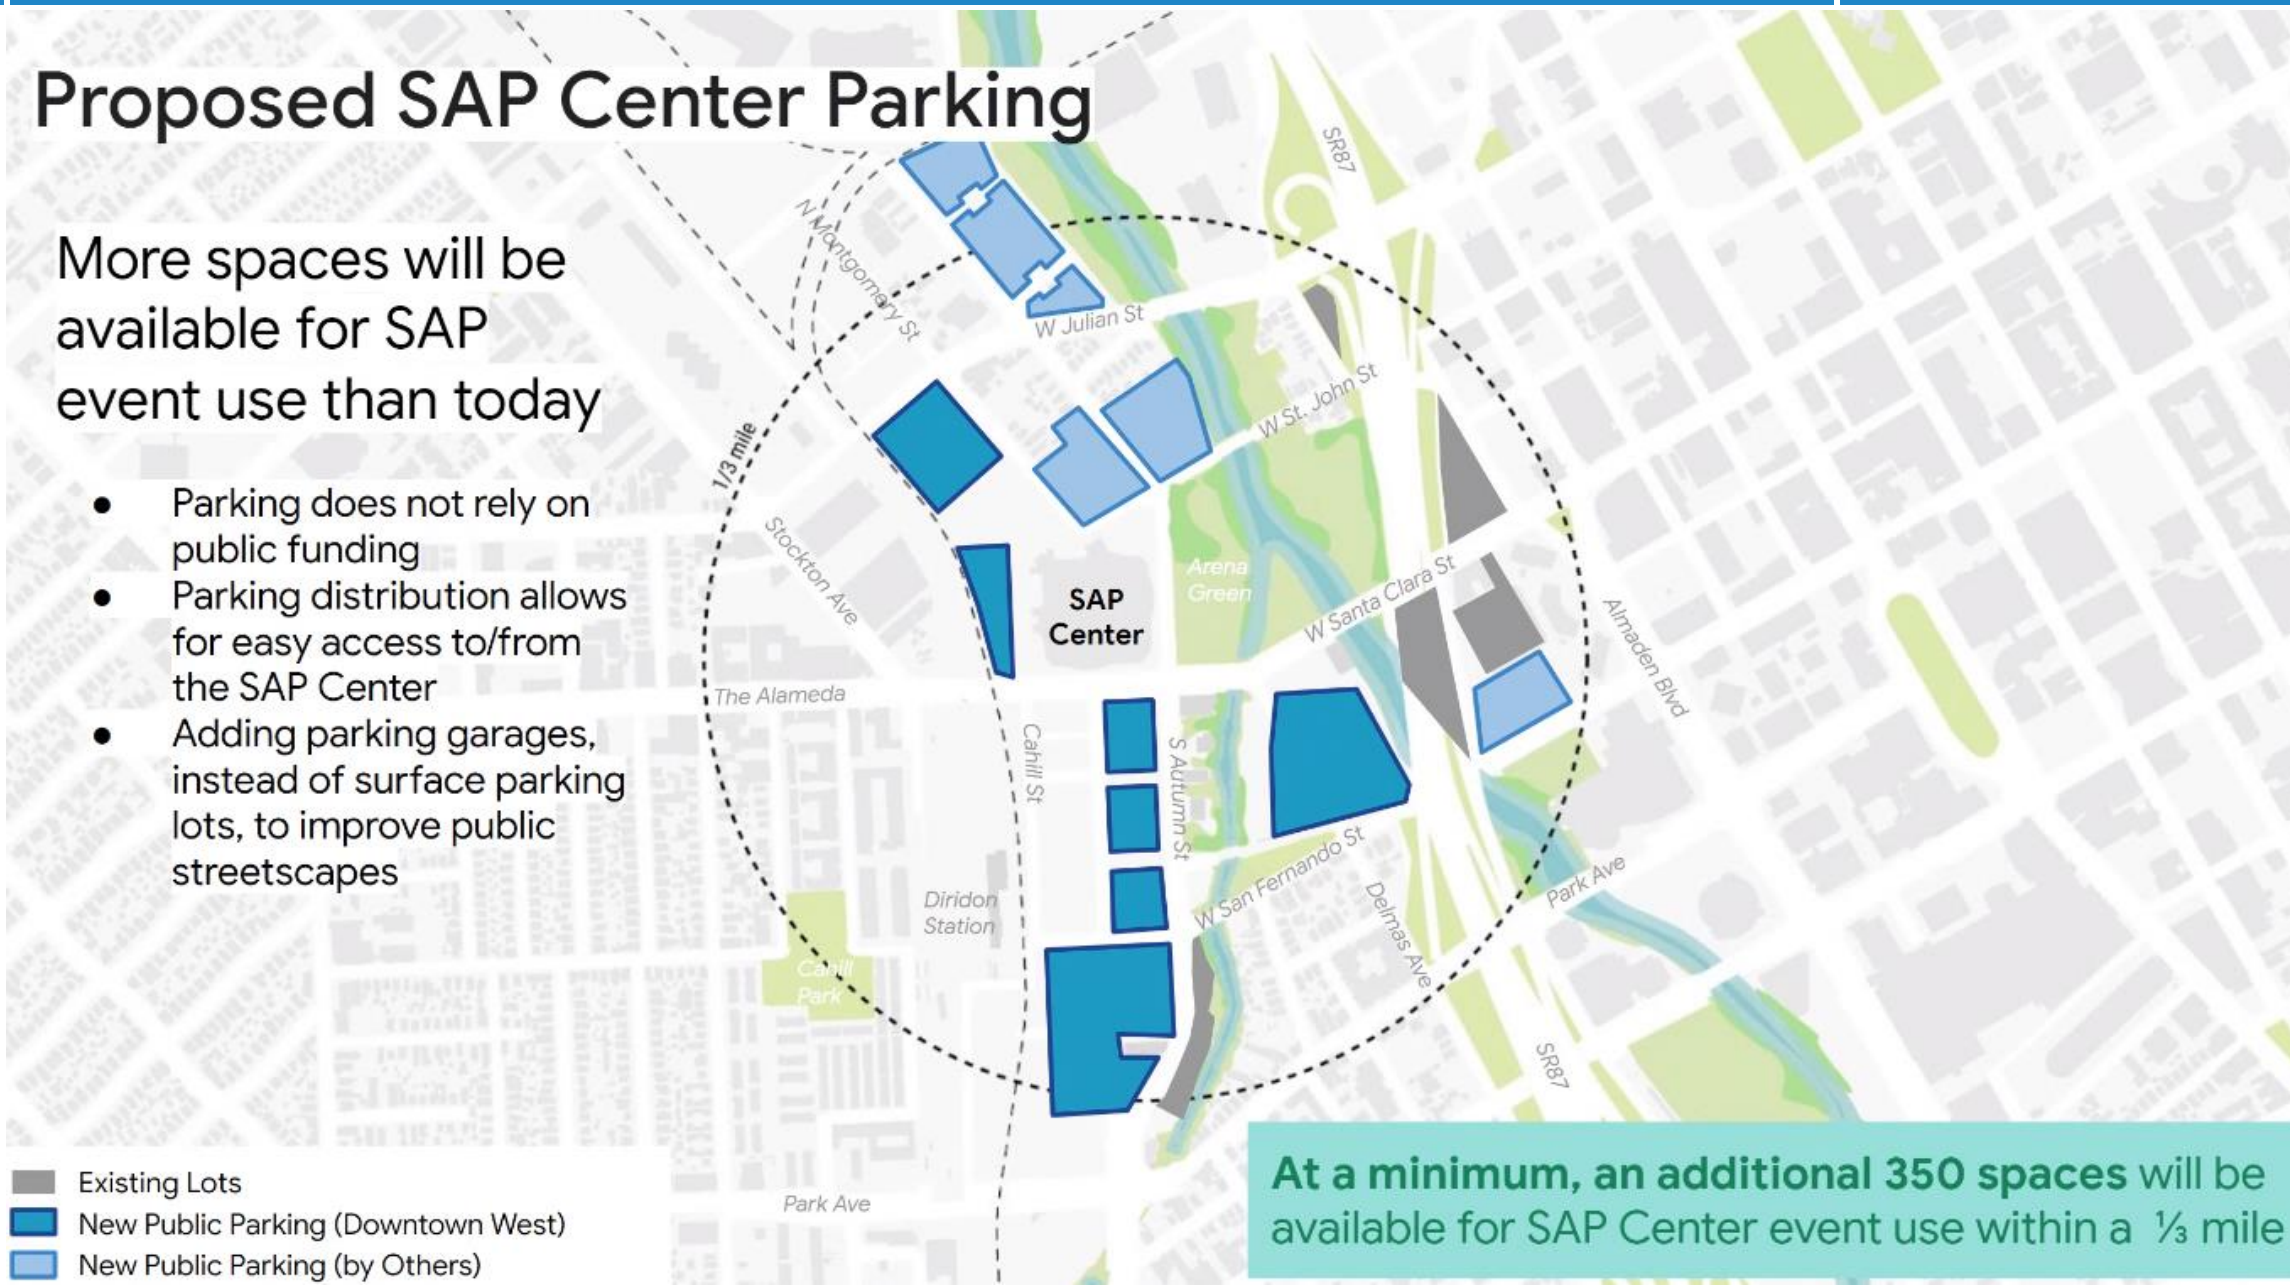 Proposed SAP Center Parking
More spaces will be
available for SAP
event use than today
● Parking does not rely on
public funding
● Parking distribution allows
for easy access to/from
the SAP Center
● Adding parking garages,
instead of surface parking
lots, to improve public
streetscapes
SR87
N Montgomery St
W Julian St
W St. John St
1/3 mile
Stockton Ave
Arena
Green
SAP
Center
W Santa Clara St
Almaden Blvd
The Alameda
Cahill St
S Autumn St
W San Fernando St
Delmas Ave
Park Ave
Diridon
Station
Cahill
Park
SR87
Park Ave
Existing Lots
New Public Parking (Downtown West)
New Public Parking (by Others)
At a minimum, an additional 350 spaces will be
available for SAP Center event use within a ⅓ mile